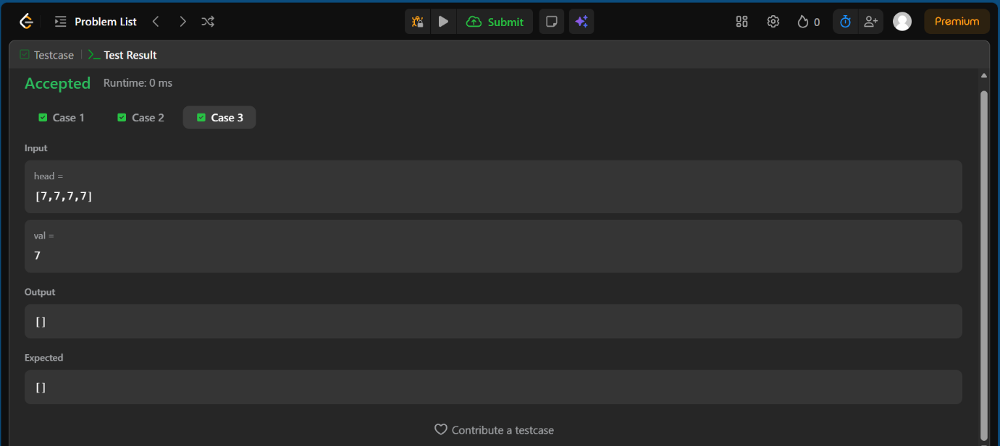 Problem List Submit 0 Premium
Testcase Test Result
Accepted Runtime: 0 ms
Case 1 Case 2 Case 3
Input
head =
[7,7,7,7]
val =
7
Output
[]
Expected
[]
Contribute a testcase